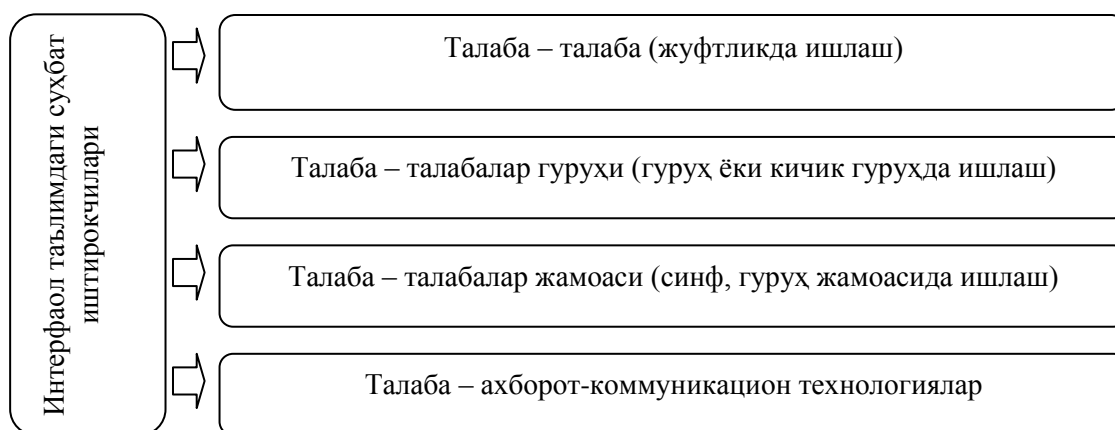 Интерфаол таълимдаги суҳбат
иштирокчилари
Талаба – талаба (жуфтликда ишлаш)
Талаба – талабалар гуруҳи (гуруҳ ёки кичик гуруҳда ишлаш)
Талаба – талабалар жамоаси (синф, гуруҳ жамоасида ишлаш)
Талаба – ахборот-коммуникацион технологиялар